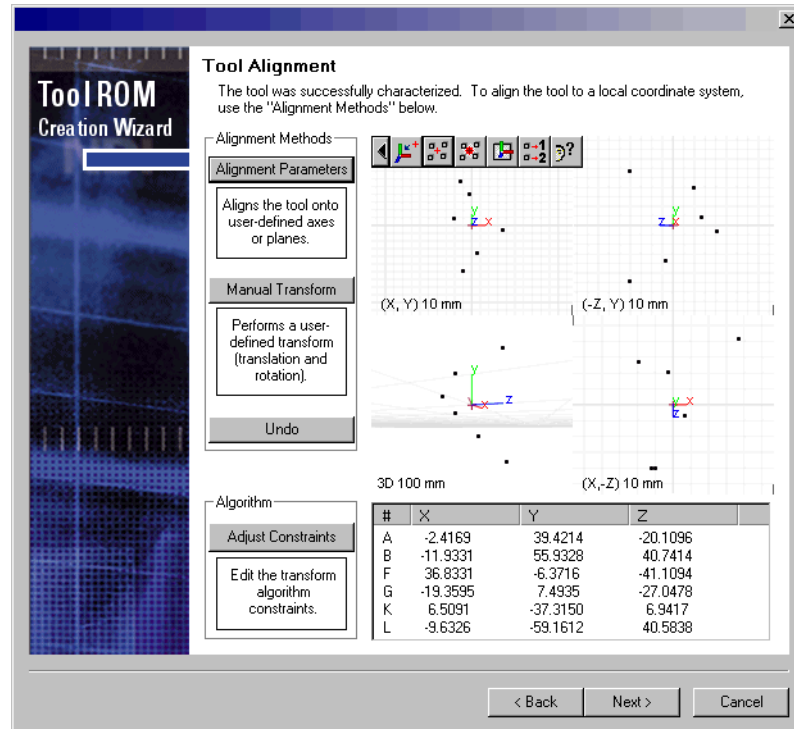 Tool ROM
Creation Wizard
Tool Alignment
The tool was successfully characterized. To align the tool to a local coordinate system,
use the "Alignment Methods" below.
Alignment Methods
Alignment Parameters
Aligns the tool onto
user-defined axes
or planes.
Manual Transform
Performs a user-
defined transform
(translation and
rotation).
Undo
Algorithm
Adjust Constraints
Edit the transform
algorithm
constraints.
1
2
?
y
z x
(X, Y) 10 mm
y
z x
(-Z, Y) 10 mm
y
x z
3D 100 mm
y x
z
(X,-Z) 10 mm
# X Y Z
A -2.4169 39.4214 -20.1096
B -11.9331 55.9328 40.7414
F 36.8331 -6.3716 -41.1094
G -19.3595 7.4935 -27.0478
K 6.5091 -37.3150 6.9417
L -9.6326 -59.1612 40.5838
< Back
Next >
Cancel